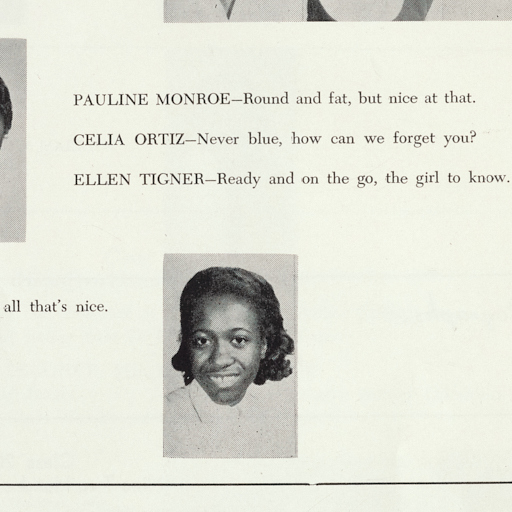 PAULINE MONROE—Round and fat, but nice at that.
CELIA ORTIZ—Never blue, how can we forget you?
ELLEN TIGNER—Ready and on the go, the girl to know.
all that's nice.